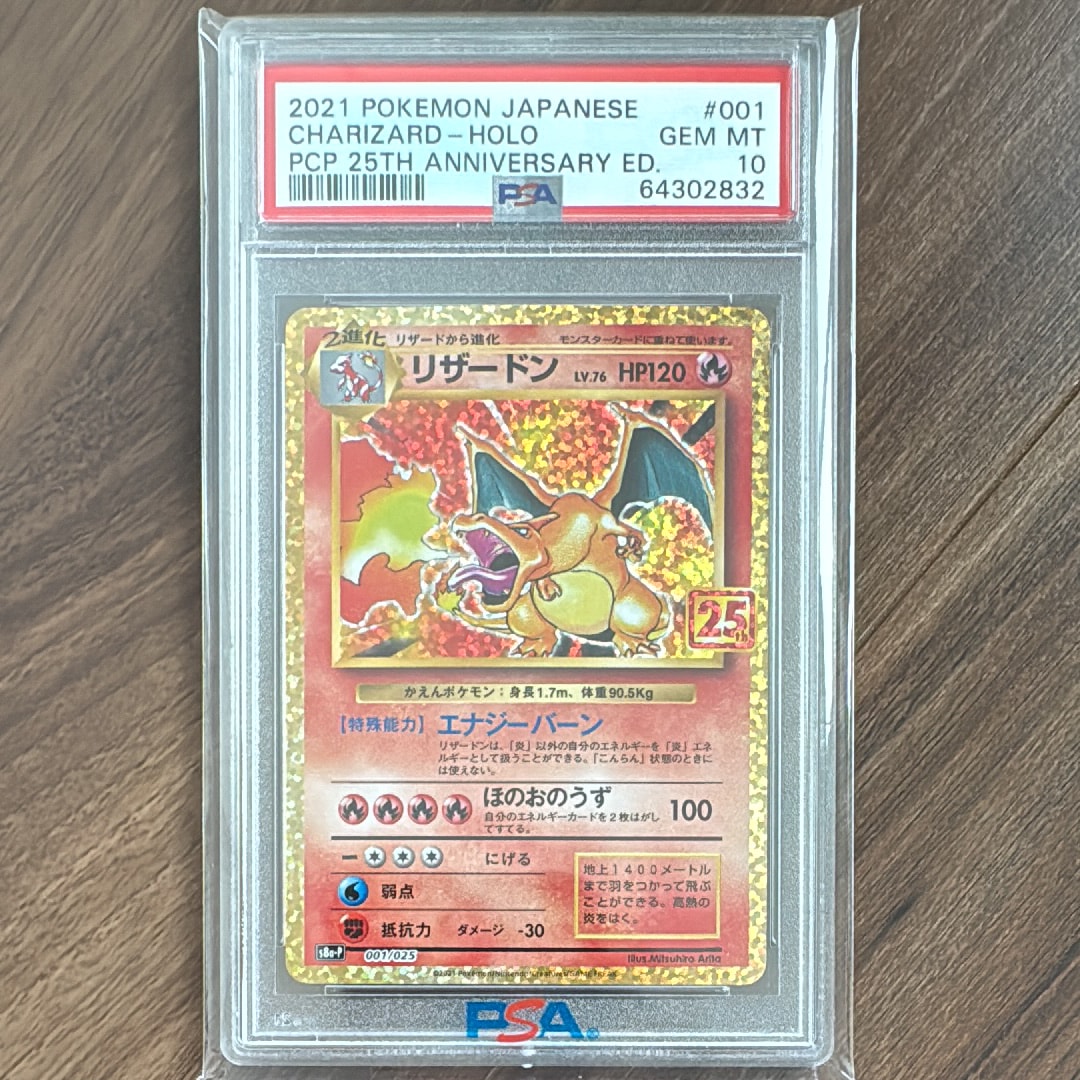 2021 POKEMON JAPANESE #001
CHARIZARD-HOLO GEM MT
PCP 25TH ANNIVERSARY ED. 10
PSA 64302832
2進化 リザードから進化 モンスターカードに重ねて使います。
リザードン LV.76 HP120
25th
かえんポケモン：身長1.7m、体重90.5Kg
【特殊能力】 エナジーバーン
リザードンは、「炎」以外の自分のエネルギーを「炎」エネ
ルギーとして扱うことができる。「こんらん」状態のときに
は使えない。
ほのおのうず 100
自分のエネルギーカードを2枚はがし
てすてる。
にげる
弱点
抵抗力 ダメージ -30
地上1400メートル
まで羽をつかって飛ぶ
ことができる。高熱の
炎をはく。
s8a-P 001/025 Illus.Mitsuhiro Arita
©2021 Pokémon/Nintendo/Creatures/GAME FREAK
PSA